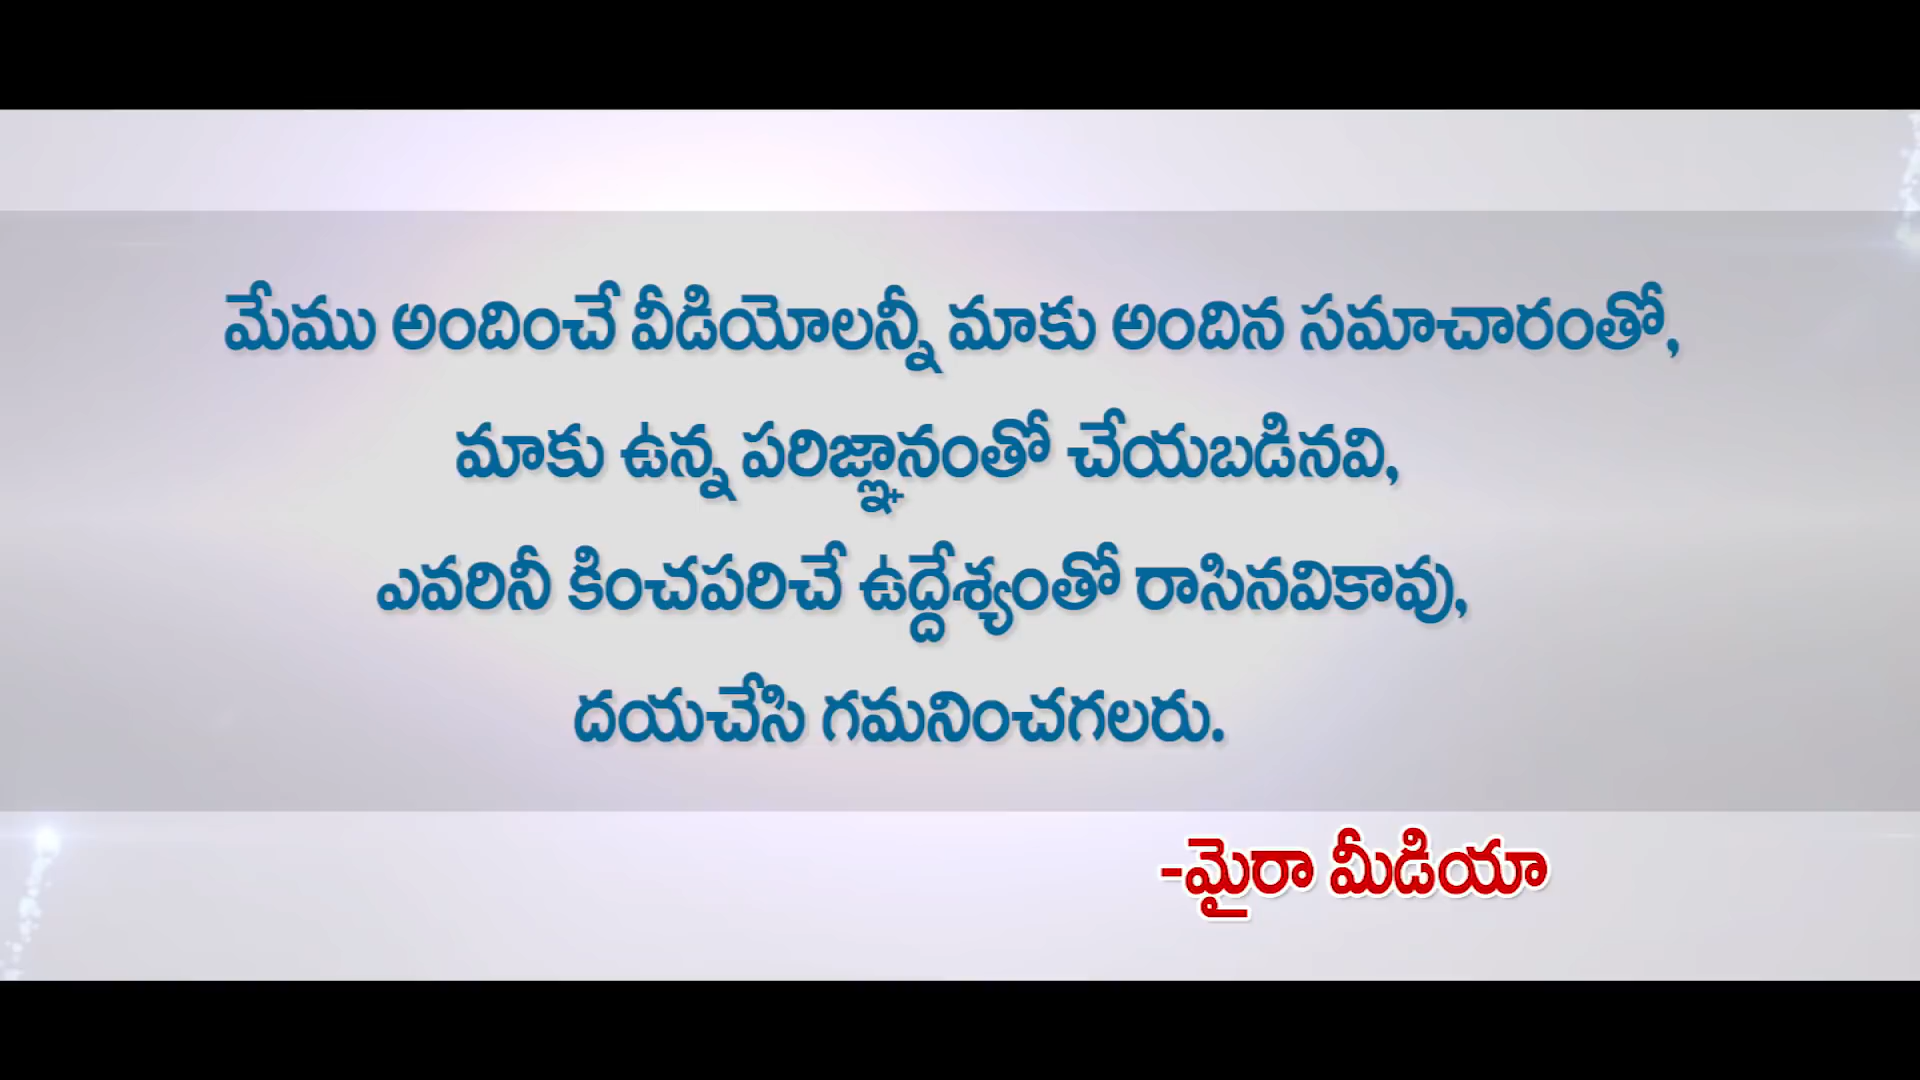 మేము అందించే వీడియోలన్నీ మాకు అందిన సమాచారంతో,
మాకు ఉన్న పరిజ్ఞానంతో చేయబడినవి,
ఎవరినీ కించపరిచే ఉద్దేశ్యంతో రాసినవికావు,
దయచేసి గమనించగలరు.
-మైరా మీడియా